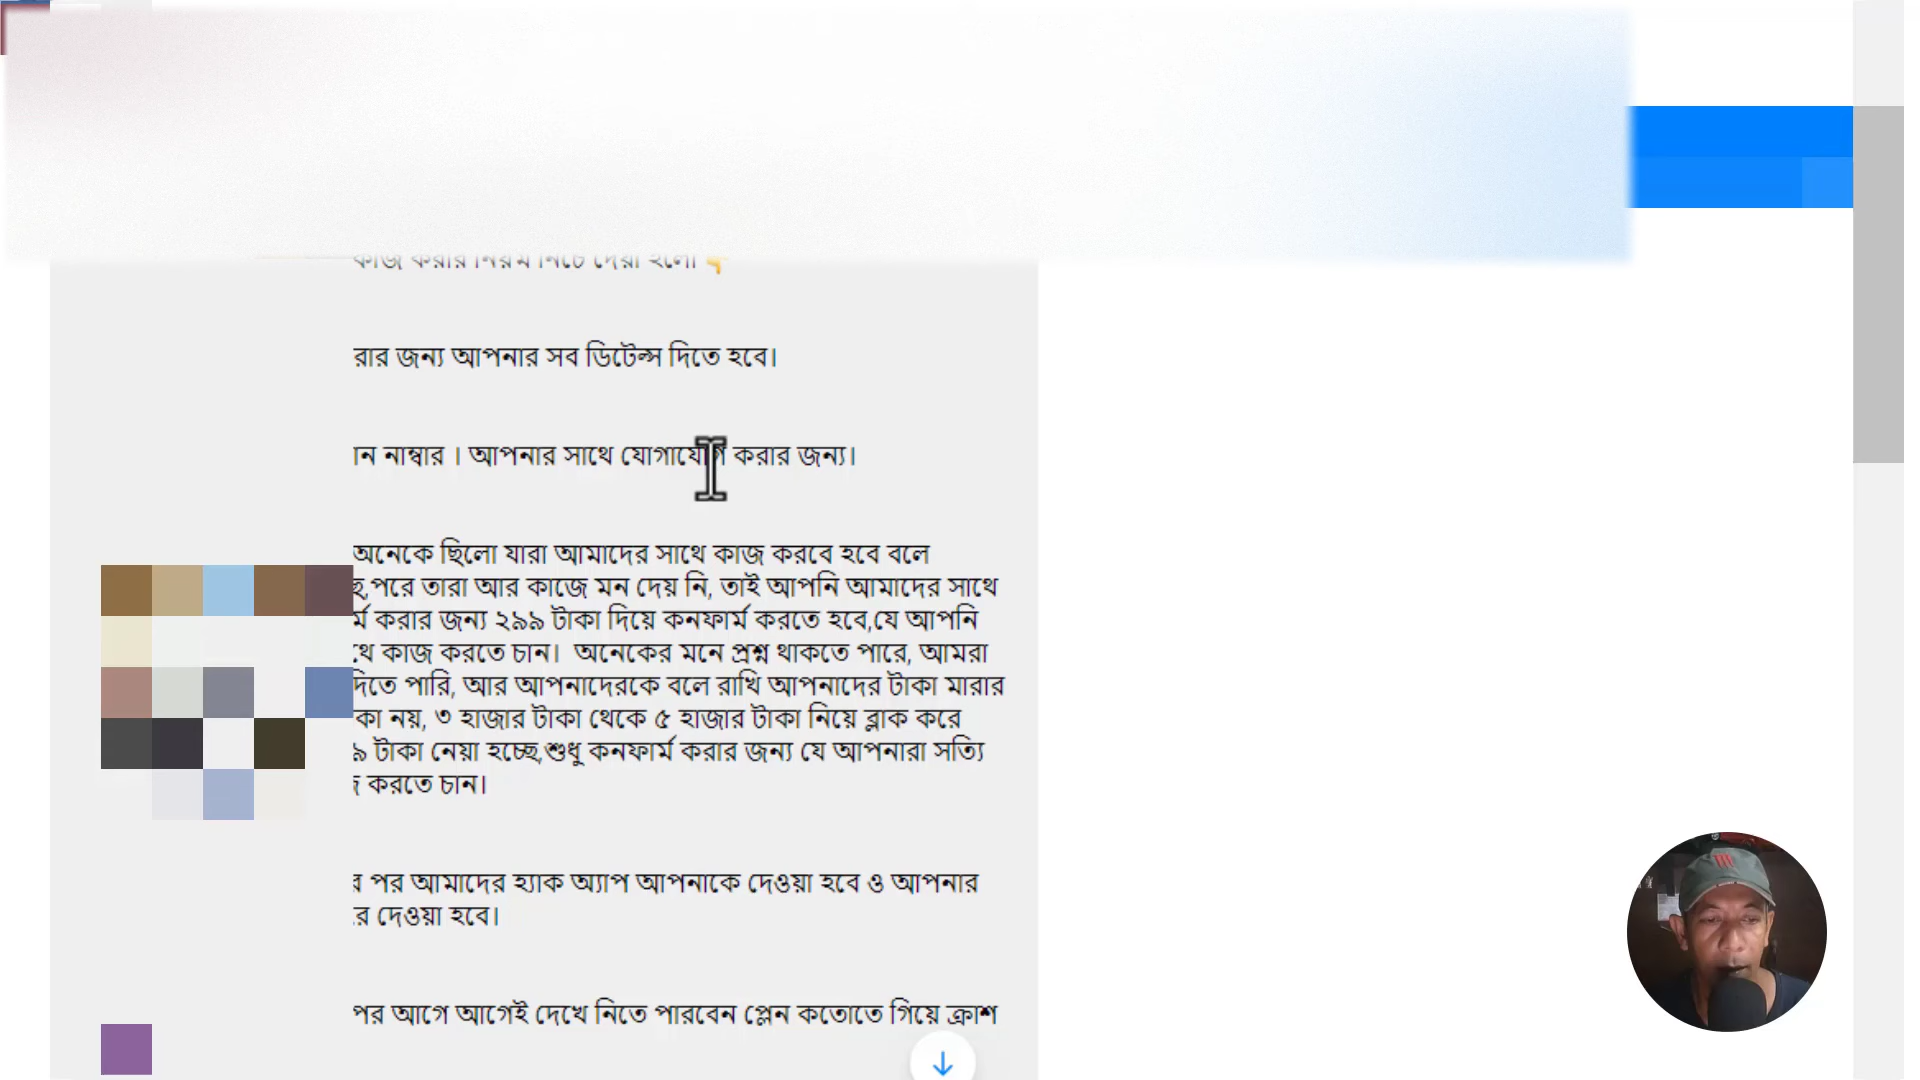 কাজ করার নিয়ম নিচে দেয়া হলো 👇
রার জন্য আপনার সব ডিটেল্স দিতে হবে।
ান নাম্বার । আপনার সাথে যোগাযোগ করার জন্য।
অনেকে ছিলো যারা আমাদের সাথে কাজ করবে হবে বলে
ছে,পরে তারা আর কাজে মন দেয় নি, তাই আপনি আমাদের সাথে
র্ম করার জন্য ২৯৯ টাকা দিয়ে কনফার্ম করতে হবে,যে আপনি
থে কাজ করতে চান। অনেকের মনে প্রশ্ন থাকতে পারে, আমরা
দিতে পারি, আর আপনাদেরকে বলে রাখি আপনাদের টাকা মারার
কা নয়, ৩ হাজার টাকা থেকে ৫ হাজার টাকা নিয়ে ব্লাক করে
৯ টাকা নেয়া হচ্ছে,শুধু কনফার্ম করার জন্য যে আপনারা সত্যি
করতে চান।
র পর আমাদের হ্যাক অ্যাপ আপনাকে দেওয়া হবে ও আপনার
রে দেওয়া হবে।
পর আগে আগেই দেখে নিতে পারবেন প্লেন কতোতে গিয়ে ক্রাশ